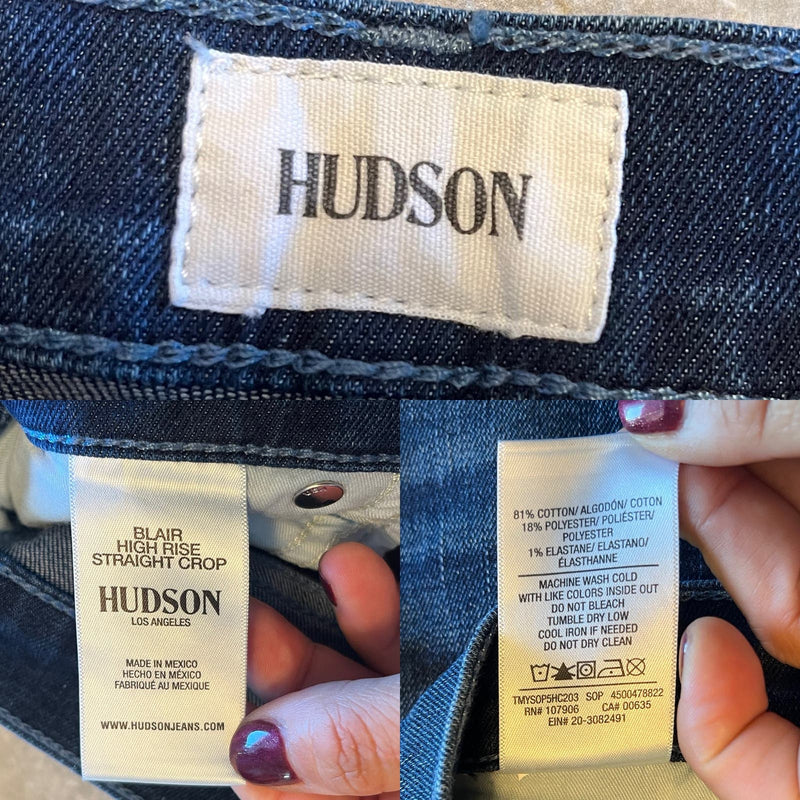 HUDSON
BLAIR
HIGH RISE
STRAIGHT CROP
HUDSON
LOS ANGELES
MADE IN MEXICO
HECHO EN MÉXICO
FABRIQUÉ AU MEXIQUE
WWW.HUDSONJEANS.COM
81% COTTON/ ALGODÓN/ COTON
18% POLYESTER/ POLIÉSTER/
POLYESTER
1% ELASTANE/ ELASTANO/
ÉLASTHANNE
MACHINE WASH COLD
WITH LIKE COLORS INSIDE OUT
DO NOT BLEACH
TUMBLE DRY LOW
COOL IRON IF NEEDED
DO NOT DRY CLEAN
TMYSOP5HC203 SOP 4500478822
RN# 107906 CA# 00635
EIN# 20-3082491